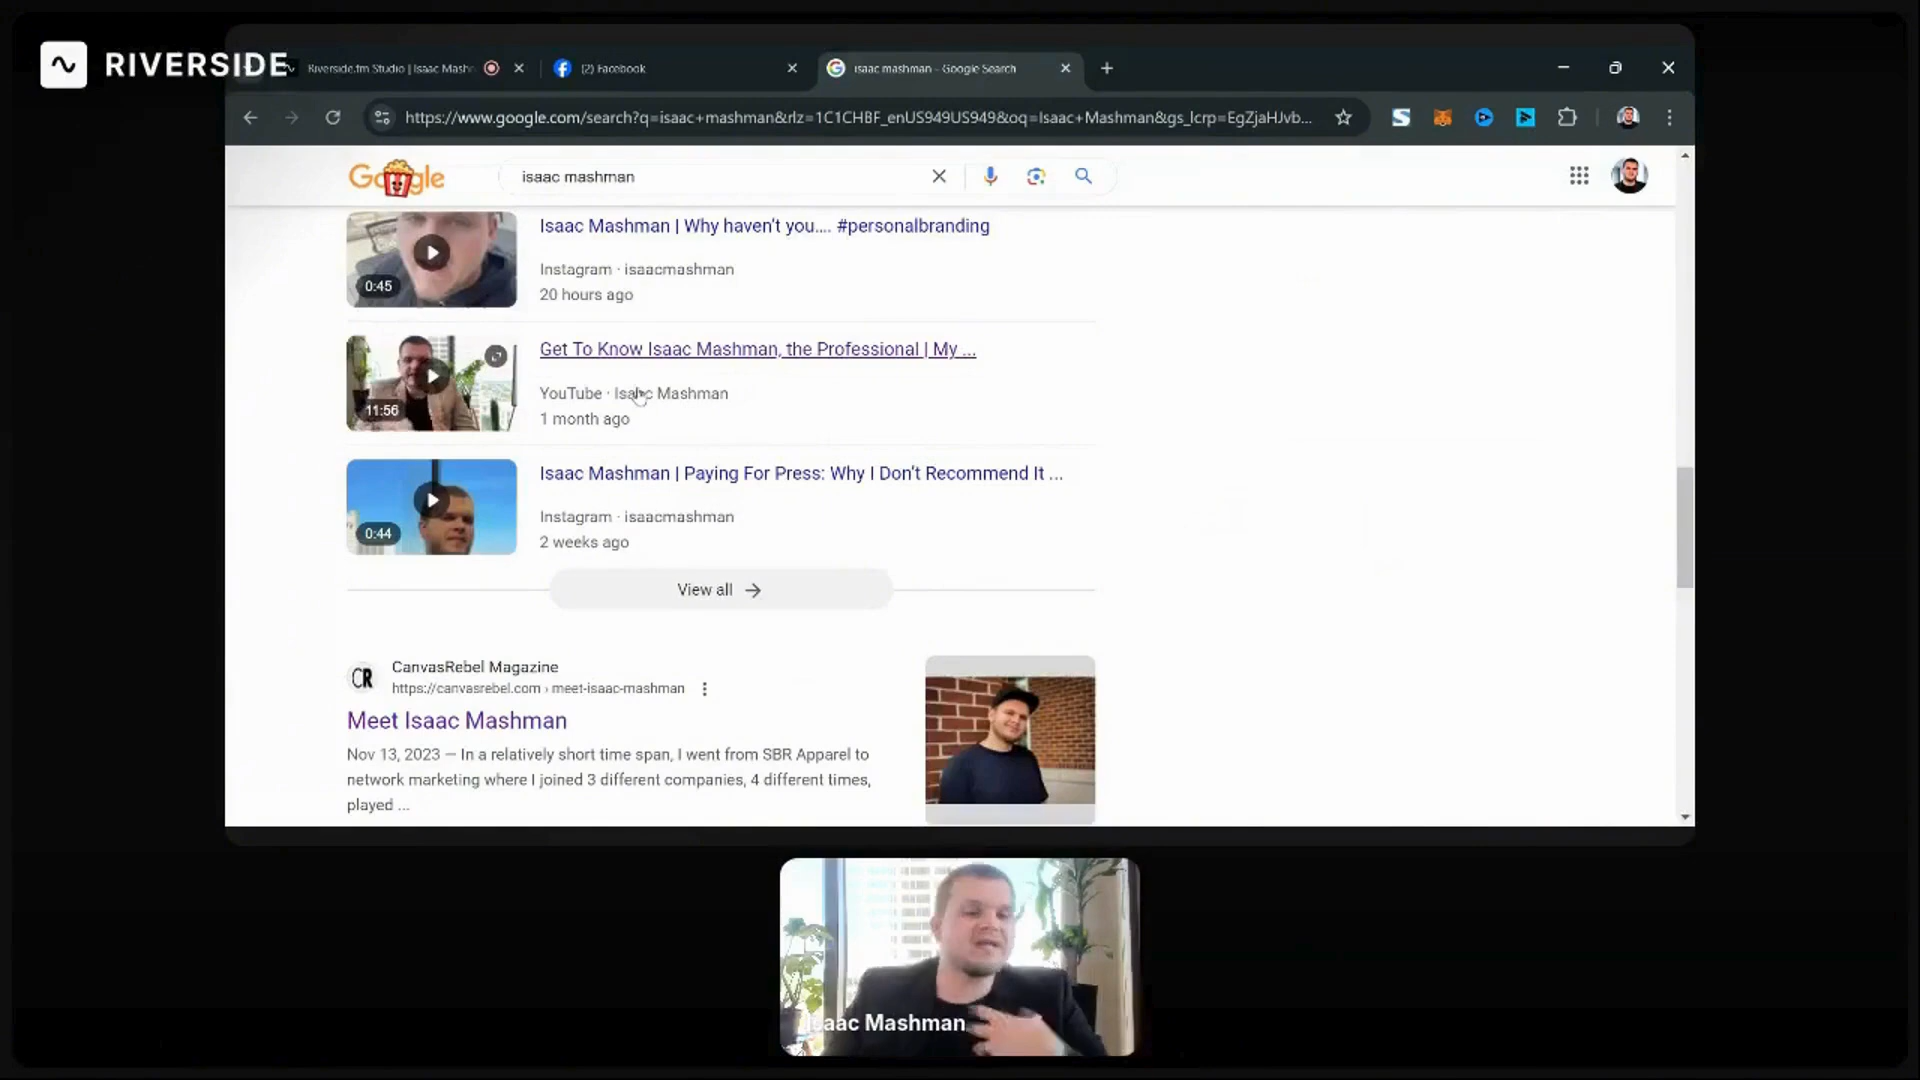 RIVERSIDE
Riverside.fm Studio | Isaac Mash
(2) Facebook
isaac mashman - Google Search
https://www.google.com/search?q=isaac+mashman&rlz=1C1CHBF_enUS949US949&oq=Isaac+Mashman&gs_lcrp=EgZjaHJvb...
Google
isaac mashman
Isaac Mashman | Why haven't you.... #personalbranding
0:45
Instagram · isaacmashman
20 hours ago
Get To Know Isaac Mashman, the Professional | My ...
11:56
YouTube · Isaac Mashman
1 month ago
Isaac Mashman | Paying For Press: Why I Don't Recommend It ...
0:44
Instagram · isaacmashman
2 weeks ago
View all
CR
CanvasRebel Magazine
https://canvasrebel.com › meet-isaac-mashman
Meet Isaac Mashman
Nov 13, 2023 — In a relatively short time span, I went from SBR Apparel to
network marketing where I joined 3 different companies, 4 different times,
played ...
Isaac Mashman